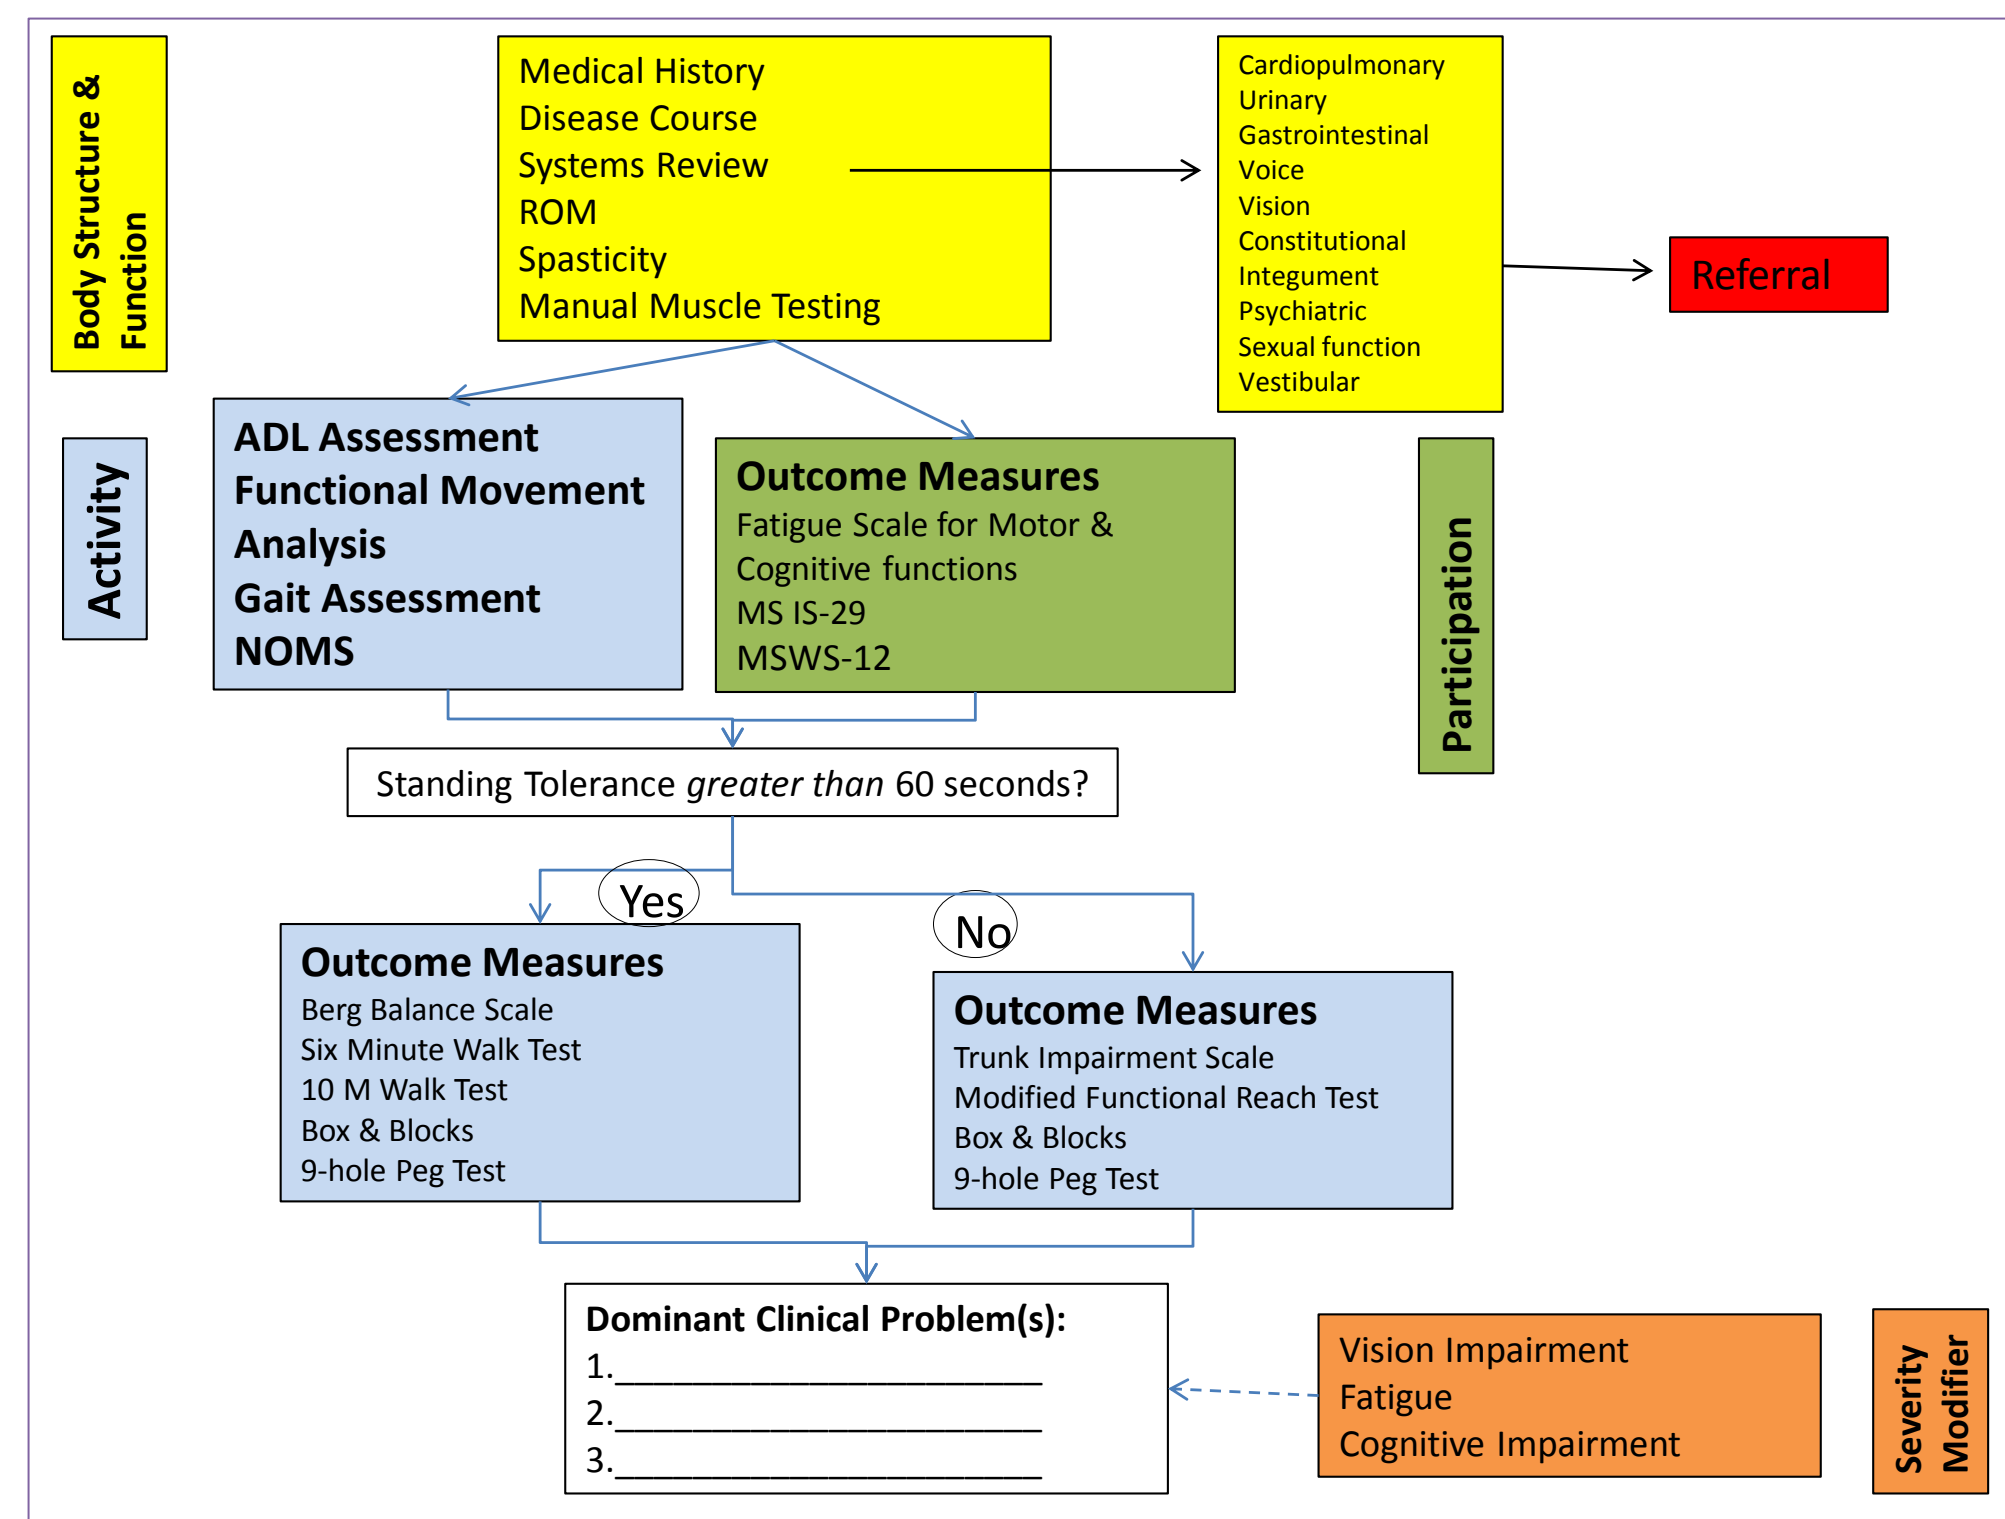 Body Structure &
Function
Medical History
Disease Course
Systems Review
ROM
Spasticity
Manual Muscle Testing
Cardiopulmonary
Urinary
Gastrointestinal
Voice
Vision
Constitutional
Integument
Psychiatric
Sexual function
Vestibular
Referral
Activity
ADL Assessment
Functional Movement
Analysis
Gait Assessment
NOMS
Outcome Measures
Fatigue Scale for Motor &
Cognitive functions
MS IS-29
MSWS-12
Participation
Standing Tolerance greater than 60 seconds?
Yes
No
Outcome Measures
Berg Balance Scale
Six Minute Walk Test
10 M Walk Test
Box & Blocks
9-hole Peg Test
Outcome Measures
Trunk Impairment Scale
Modified Functional Reach Test
Box & Blocks
9-hole Peg Test
Dominant Clinical Problem(s):
1.______________________
2.______________________
3.______________________
Vision Impairment
Fatigue
Cognitive Impairment
Severity
Modifier